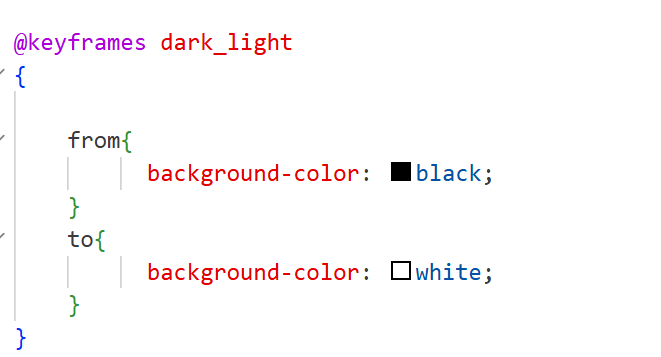 @keyframes dark_light
{
from{
background-color: black;
}
to{
background-color: white;
}
}